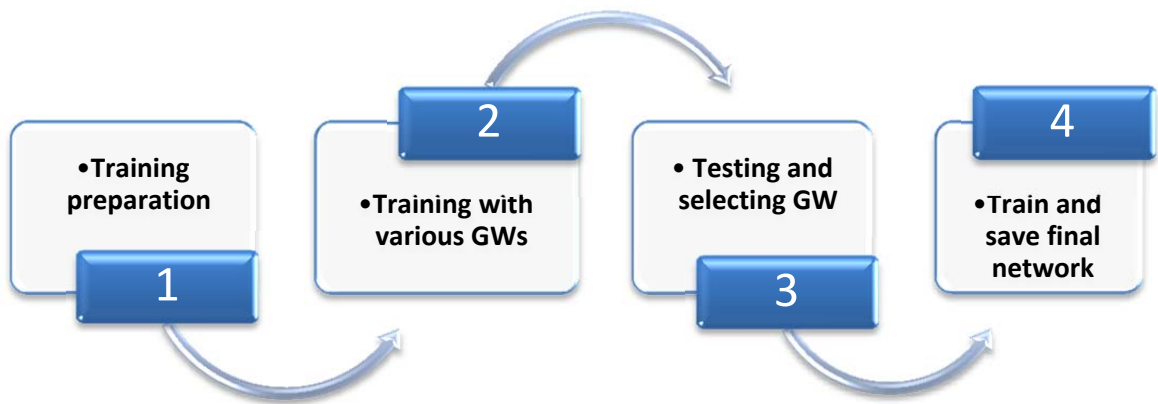 •Training
preparation
1
2
•Training with
various GWs
• Testing and
selecting GW
3
4
•Train and
save final
network